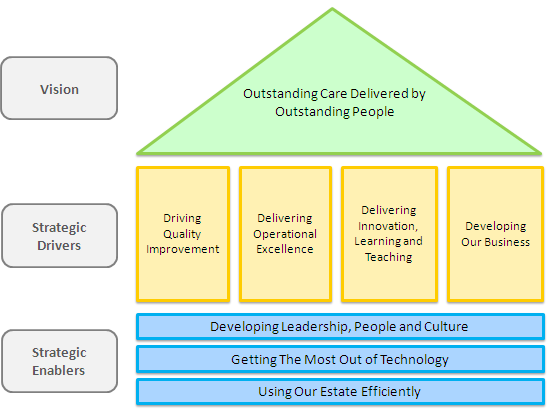 Vision
Outstanding Care Delivered by
Outstanding People
Strategic
Drivers
Driving
Quality
Improvement
Delivering
Operational
Excellence
Delivering
Innovation,
Learning and
Teaching
Developing
Our Business
Strategic
Enablers
Developing Leadership, People and Culture
Getting The Most Out of Technology
Using Our Estate Efficiently